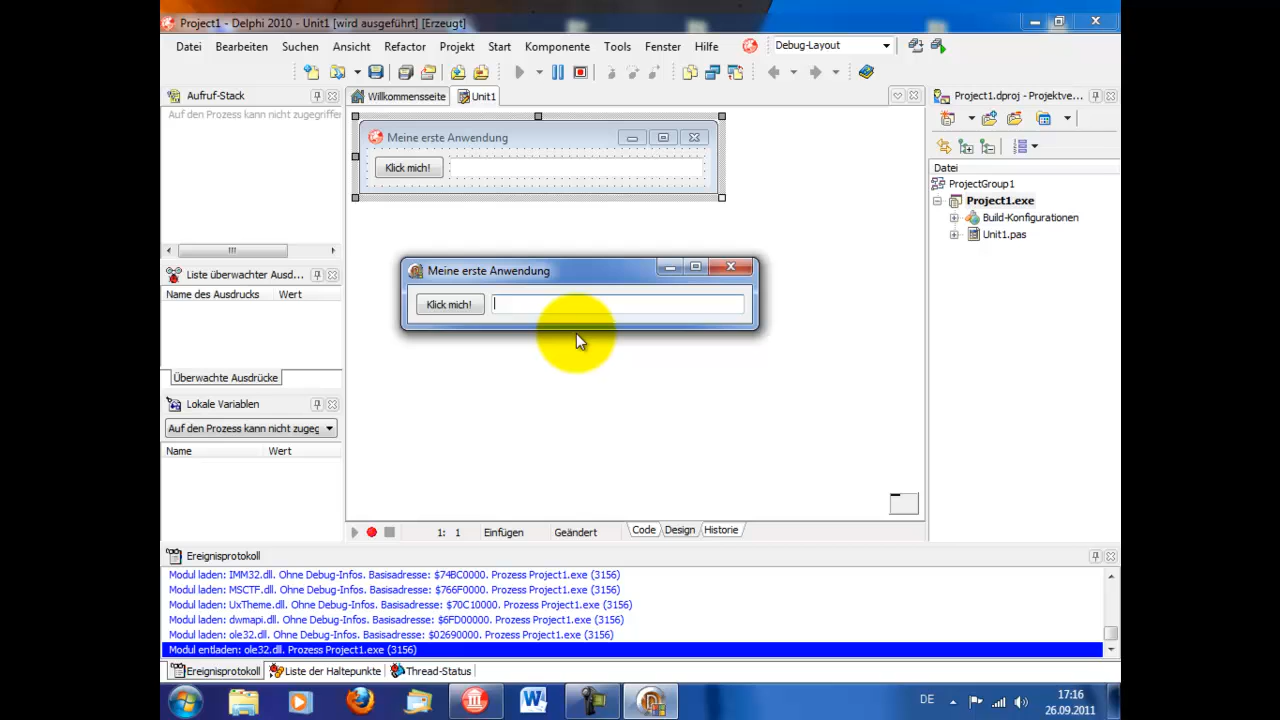 Project1 - Delphi 2010 - Unit1 [wird ausgeführt] [Erzeugt]
Datei Bearbeiten Suchen Ansicht Refactor Projekt Start Komponente Tools Fenster Hilfe Debug-Layout
Aufruf-Stack
Willkommensseite Unit1
Project1.dproj - Projektve...
Auf den Prozess kann nicht zugegriffer
Meine erste Anwendung
Klick mich!
Datei
ProjectGroup1
Project1.exe
Build-Konfigurationen
Unit1.pas
Liste überwachter Ausd...
Name des Ausdrucks Wert
Meine erste Anwendung
Klick mich!
Überwachte Ausdrücke
Lokale Variablen
Auf den Prozess kann nicht zugeg
Name Wert
1: 1 Einfügen Geändert Code Design Historie
Ereignisprotokoll
Modul laden: IMM32.dll. Ohne Debug-Infos. Basisadresse: $74BC0000. Prozess Project1.exe (3156)
Modul laden: MSCTF.dll. Ohne Debug-Infos. Basisadresse: $766F0000. Prozess Project1.exe (3156)
Modul laden: UxTheme.dll. Ohne Debug-Infos. Basisadresse: $70C10000. Prozess Project1.exe (3156)
Modul laden: dwmapi.dll. Ohne Debug-Infos. Basisadresse: $6FD00000. Prozess Project1.exe (3156)
Modul laden: ole32.dll. Ohne Debug-Infos. Basisadresse: $02690000. Prozess Project1.exe (3156)
Modul entladen: ole32.dll. Prozess Project1.exe (3156)
Ereignisprotokoll Liste der Haltepunkte Thread-Status
DE 17:16
26.09.2011